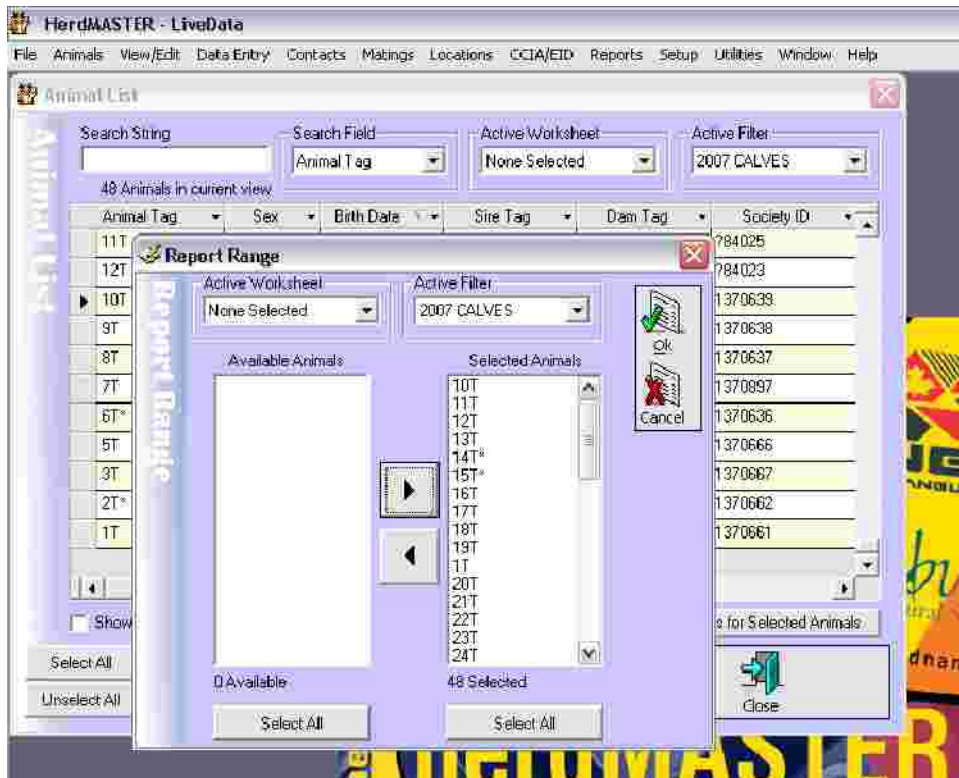 HerdMASTER - LiveData
File Animals View/Edit Data Entry Contacts Matings Locations CCIA/EID Reports Setup Utilities Window Help
Animal List
Animal List
Search String
Search Field
Active Worksheet
Active Filter
Animal Tag
None Selected
2007 CALVES
48 Animals in current view
Animal Tag Sex Birth Date Sire Tag Dam Tag Society ID
11T 784025
12T 784023
10T 1370639
9T 1370638
8T 1370637
7T 1370897
6T* 1370636
5T 1370666
3T 1370667
2T* 1370662
1T 1370661
Show
s for Selected Animals
Select All
Unselect All
Close
Report Range
Report Range
Active Worksheet
Active Filter
None Selected
2007 CALVES
Ok
Cancel
Available Animals
Selected Animals
10T
11T
12T
13T
14T*
15T*
16T
17T
18T
19T
1T
20T
21T
22T
23T
24T
0 Available
48 Selected
Select All
Select All
HerdMASTER